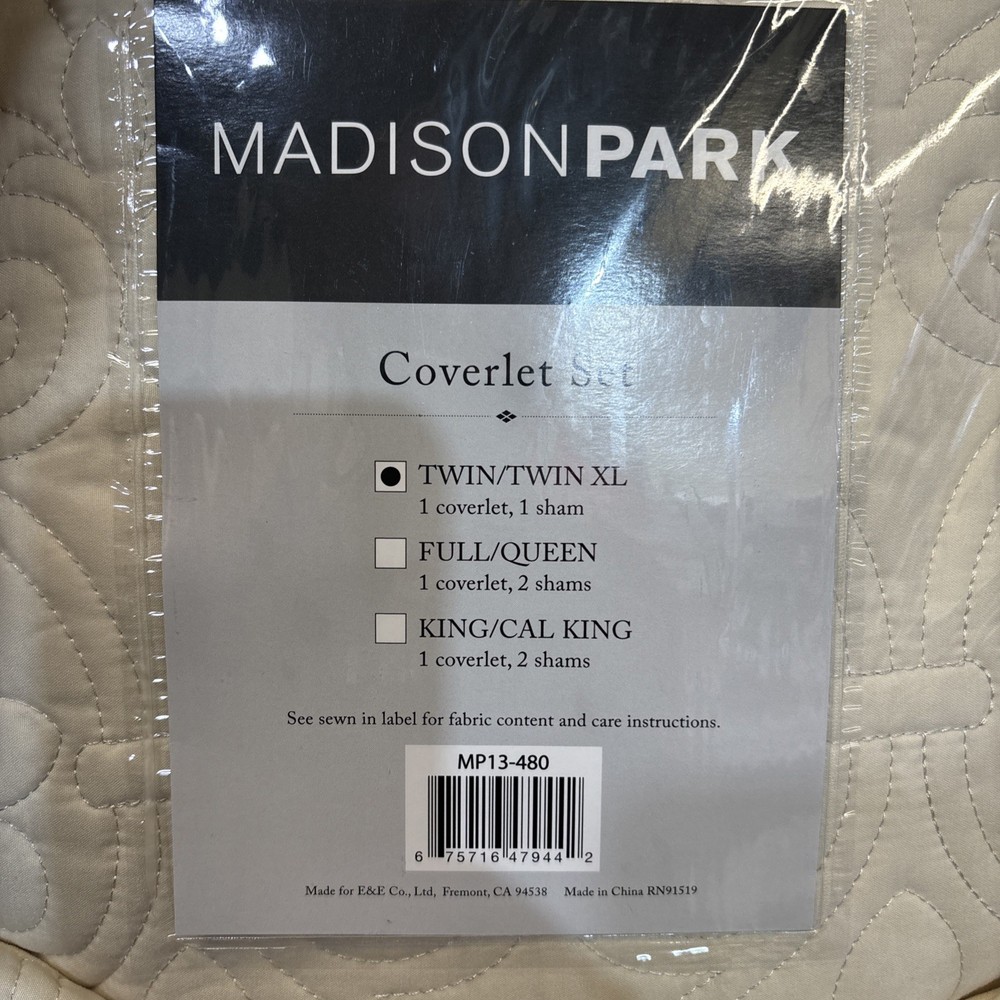 MADISONPARK
Coverlet Set
TWIN/TWIN XL
1 coverlet, 1 sham
FULL/QUEEN
1 coverlet, 2 shams
KING/CAL KING
1 coverlet, 2 shams
See sewn in label for fabric content and care instructions.
MP13-480
6 75716 47944 2
Made for E&E Co., Ltd, Fremont, CA 94538 Made in China RN91519